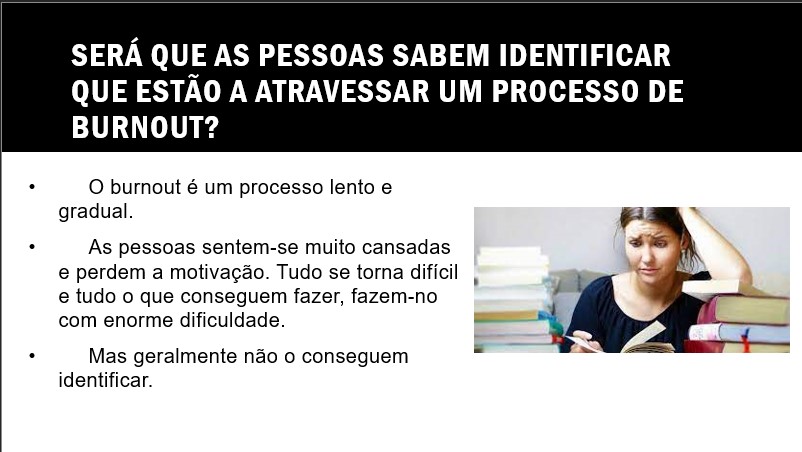 SERÁ QUE AS PESSOAS SABEM IDENTIFICAR
QUE ESTÃO A ATRAVESSAR UM PROCESSO DE
BURNOUT?
• O burnout é um processo lento e
gradual.
• As pessoas sentem-se muito cansadas
e perdem a motivação. Tudo se torna difícil
e tudo o que conseguem fazer, fazem-no
com enorme dificuldade.
• Mas geralmente não o conseguem
identificar.